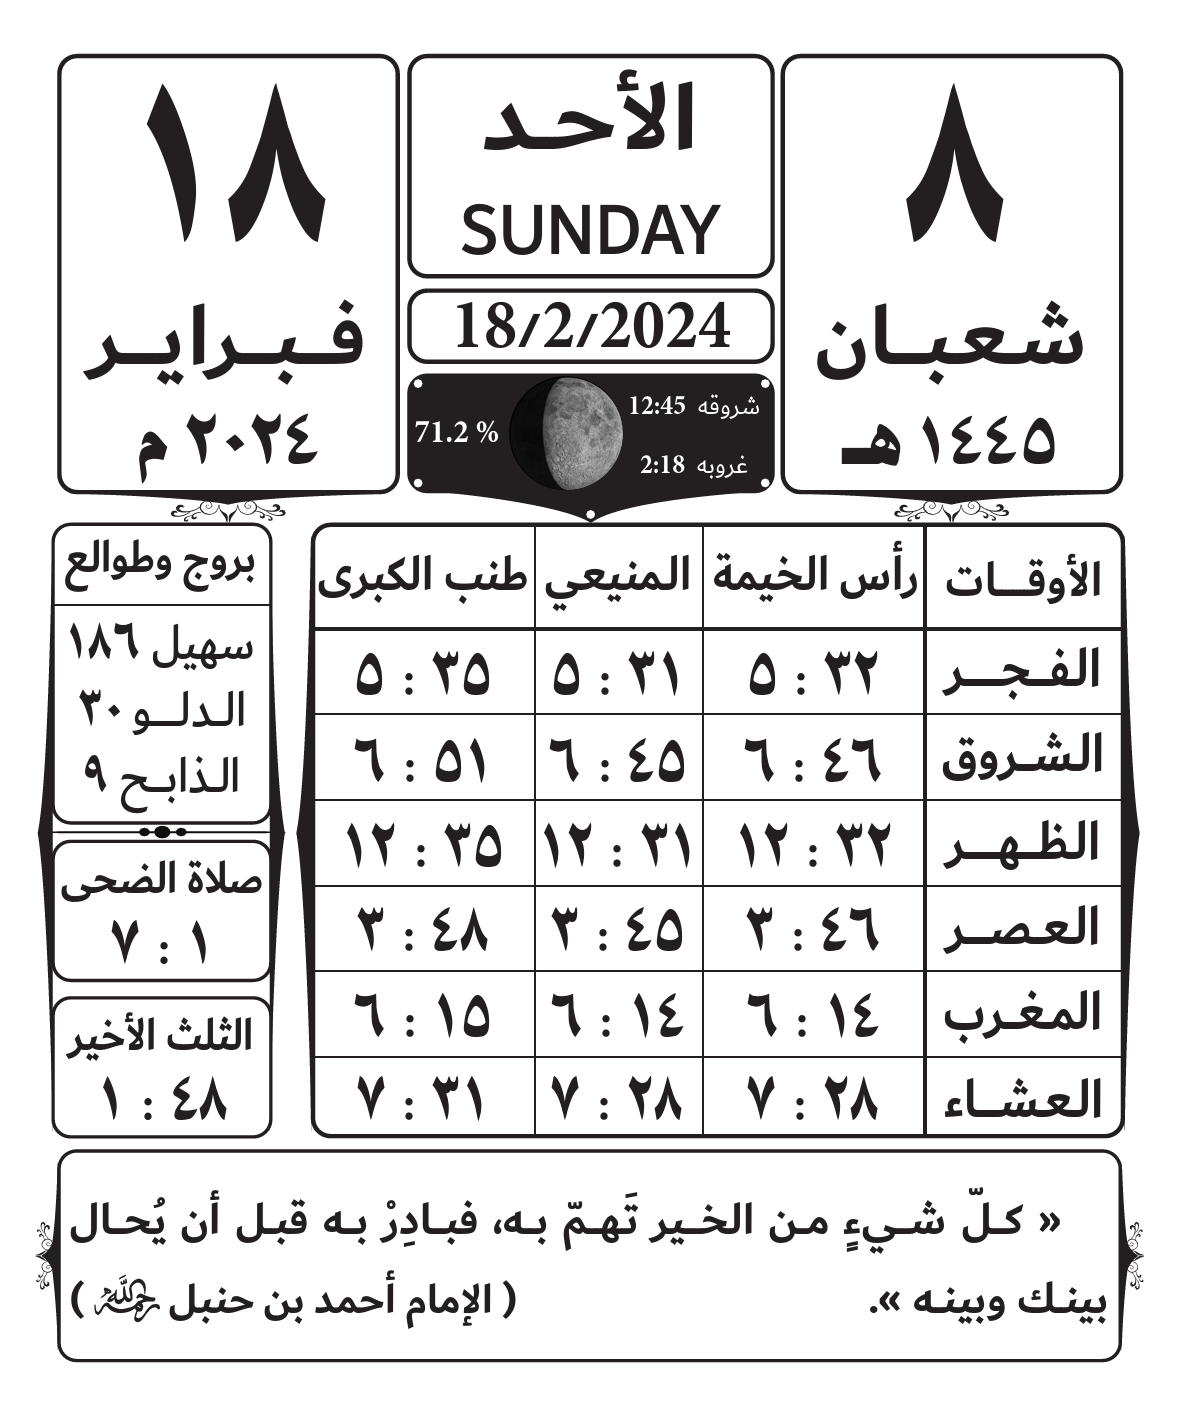 ٨
شعبان
١٤٤٥ هـ
الأحد
SUNDAY
18/2/2024
شروقه 12:45
غروبه 2:18
71.2 %
١٨
فبراير
٢٠٢٤ م
الأوقات رأس الخيمة المنيعي طنب الكبرى
الفجر ٣٢ : ٥ ٣١ : ٥ ٣٥ : ٥
الشروق ٤٦ : ٦ ٤٥ : ٦ ٥١ : ٦
الظهر ٣٢ : ١٢ ٣١ : ١٢ ٣٥ : ١٢
العصر ٤٦ : ٣ ٤٥ : ٣ ٤٨ : ٣
المغرب ١٤ : ٦ ١٤ : ٦ ١٥ : ٦
العشاء ٢٨ : ٧ ٢٨ : ٧ ٣١ : ٧
بروج وطوالع
سهيل ١٨٦
الدلو ٣٠
الذابح ٩
صلاة الضحى
١ : ٧
الثلث الأخير
٤٨ : ١
« كلّ شيءٍ من الخير تَهمّ به، فبادِرْ به قبل أن يُحال
بينك وبينه ».
( الإمام أحمد بن حنبل رحمه الله )